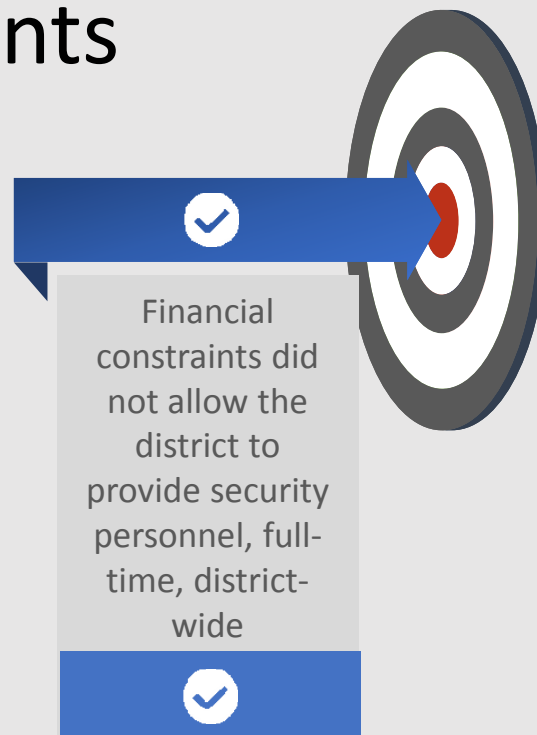 nts
Financial
constraints did
not allow the
district to
provide security
personnel, full-
time, district-
wide